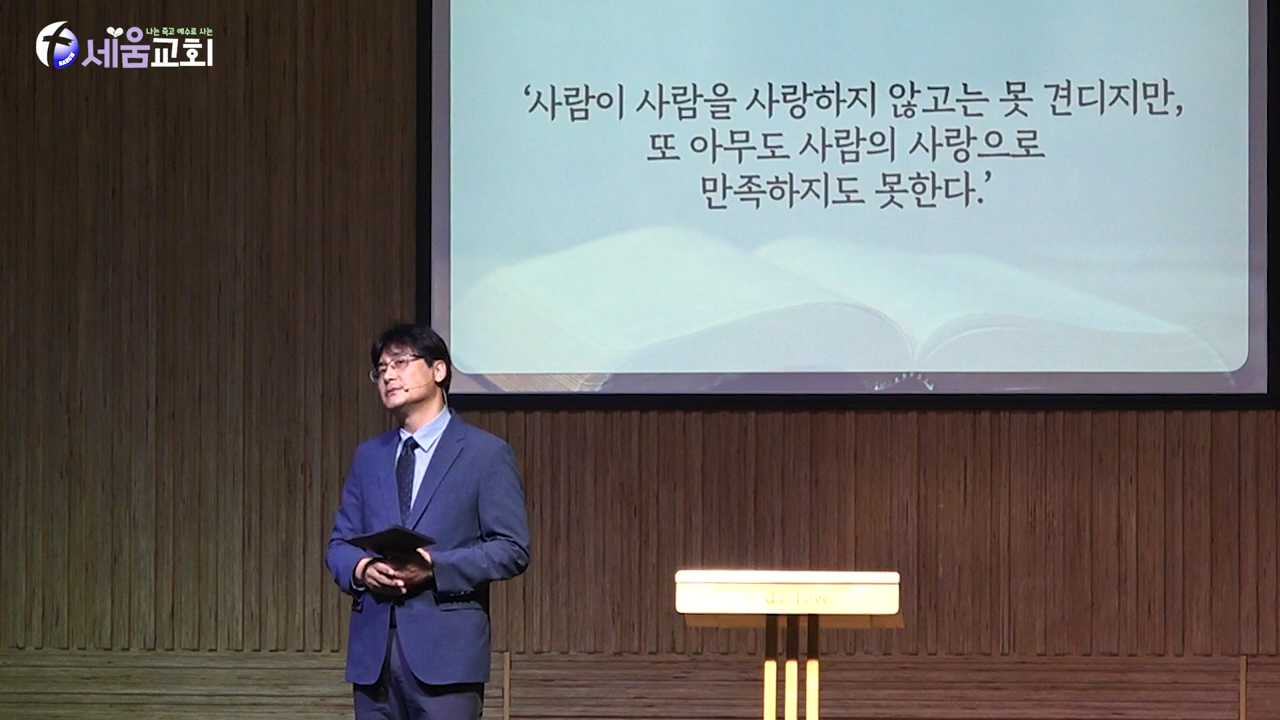 나는 죽고 예수로 사는
세움교회
‘사람이 사람을 사랑하지 않고는 못 견디지만,
또 아무도 사람의 사랑으로
만족하지도 못한다.’